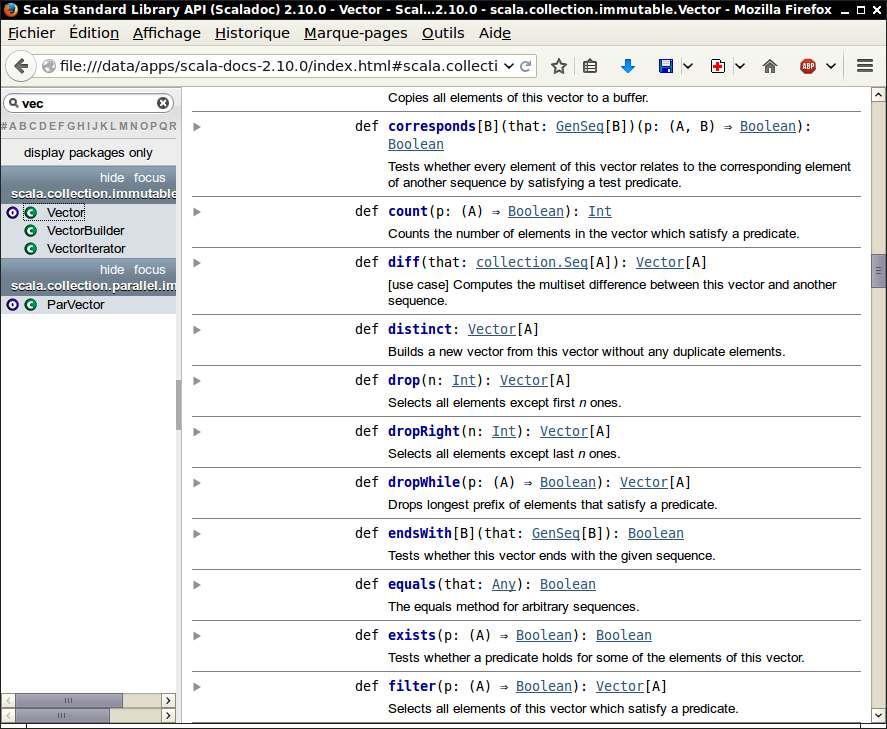 Scala Standard Library API (Scaladoc) 2.10.0 - Vector - Scal...2.10.0 - scala.collection.immutable.Vector - Mozilla Firefox
Fichier Édition Affichage Historique Marque-pages Outils Aide
file:///data/apps/scala-docs-2.10.0/index.html#scala.collecti
ABP
vec
#ABCDEFGHIJKLMNOPQR
display packages only
hide focus
scala.collection.immutable
Vector
VectorBuilder
VectorIterator
hide focus
scala.collection.parallel.im
ParVector
Copies all elements of this vector to a buffer.
def corresponds[B](that: GenSeq[B])(p: (A, B) ⇒ Boolean):
Boolean
Tests whether every element of this vector relates to the corresponding element
of another sequence by satisfying a test predicate.
def count(p: (A) ⇒ Boolean): Int
Counts the number of elements in the vector which satisfy a predicate.
def diff(that: collection.Seq[A]): Vector[A]
[use case] Computes the multiset difference between this vector and another
sequence.
def distinct: Vector[A]
Builds a new vector from this vector without any duplicate elements.
def drop(n: Int): Vector[A]
Selects all elements except first n ones.
def dropRight(n: Int): Vector[A]
Selects all elements except last n ones.
def dropWhile(p: (A) ⇒ Boolean): Vector[A]
Drops longest prefix of elements that satisfy a predicate.
def endsWith[B](that: GenSeq[B]): Boolean
Tests whether this vector ends with the given sequence.
def equals(that: Any): Boolean
The equals method for arbitrary sequences.
def exists(p: (A) ⇒ Boolean): Boolean
Tests whether a predicate holds for some of the elements of this vector.
def filter(p: (A) ⇒ Boolean): Vector[A]
Selects all elements of this vector which satisfy a predicate.